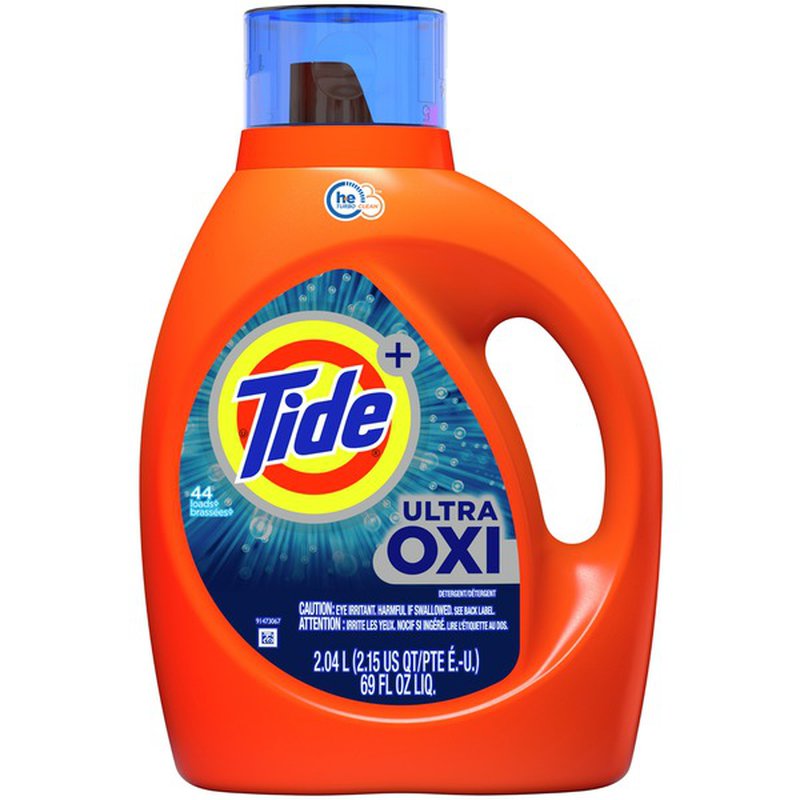 he
TURBO CLEAN
Tide+
44
loads◊
brassées◊
ULTRA
OXI
DETERGENT/DÉTERGENT
CAUTION: EYE IRRITANT. HARMFUL IF SWALLOWED. SEE BACK LABEL.
ATTENTION : IRRITE LES YEUX. NOCIF SI INGÉRÉ. LIRE L'ÉTIQUETTE AU DOS.
91473067
2.04 L (2.15 US QT/PTE É.-U.)
69 FL OZ LIQ.